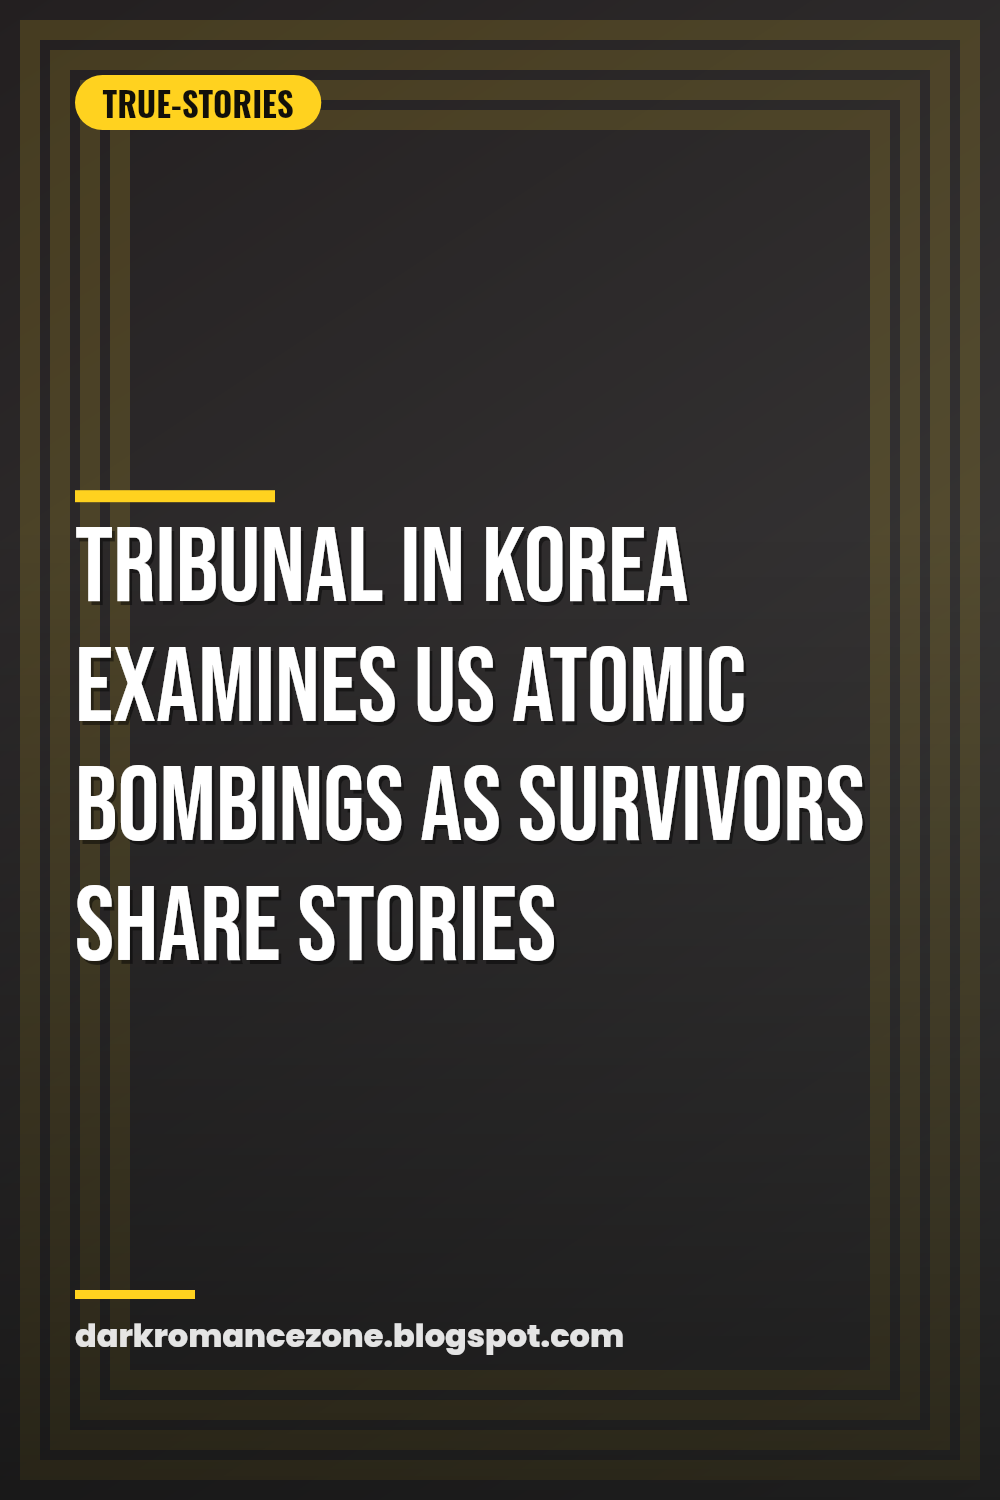 TRUE-STORIES
TRIBUNAL IN KOREA
EXAMINES US ATOMIC
BOMBINGS AS SURVIVORS
SHARE STORIES
darkromancezone.blogspot.com